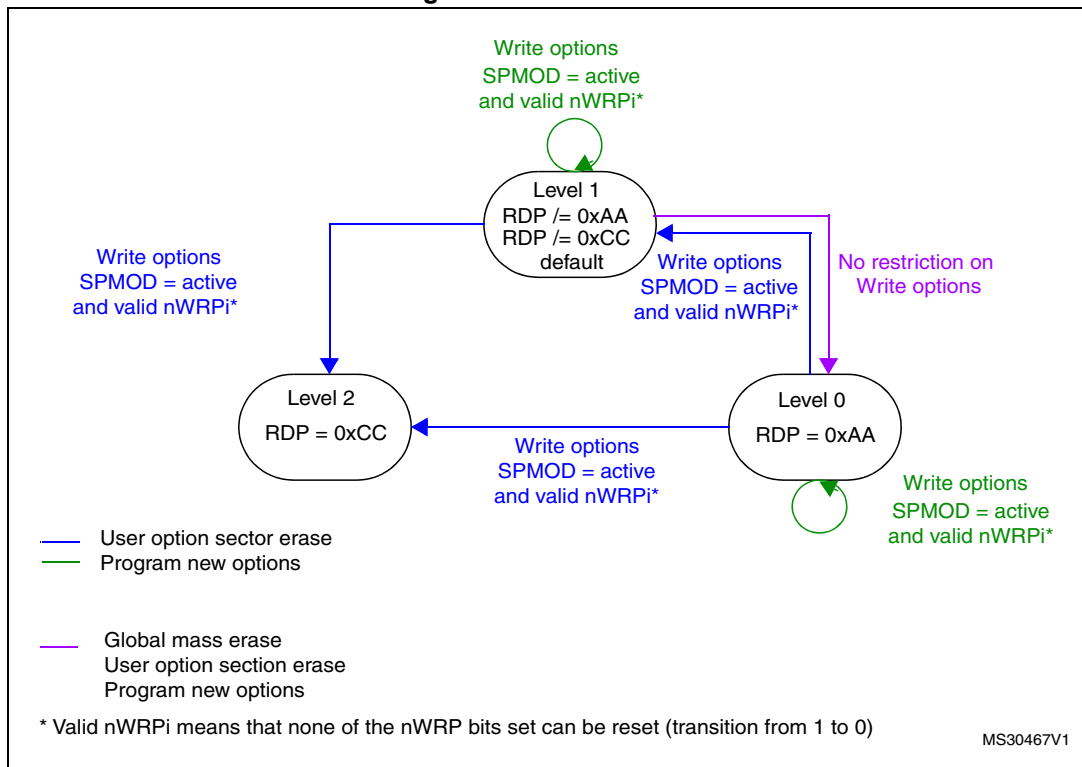 g
Write options
SPMOD = active
and valid nWRPi*
Level 1
RDP /= 0xAA
RDP /= 0xCC
default
Write options
SPMOD = active
and valid nWRPi*
Write options
SPMOD = active
and valid nWRPi*
No restriction on
Write options
Level 2
RDP = 0xCC
Level 0
RDP = 0xAA
Write options
SPMOD = active
and valid nWRPi*
Write options
SPMOD = active
and valid nWRPi*
User option sector erase
Program new options
Global mass erase
User option section erase
Program new options
* Valid nWRPi means that none of the nWRP bits set can be reset (transition from 1 to 0)
MS30467V1